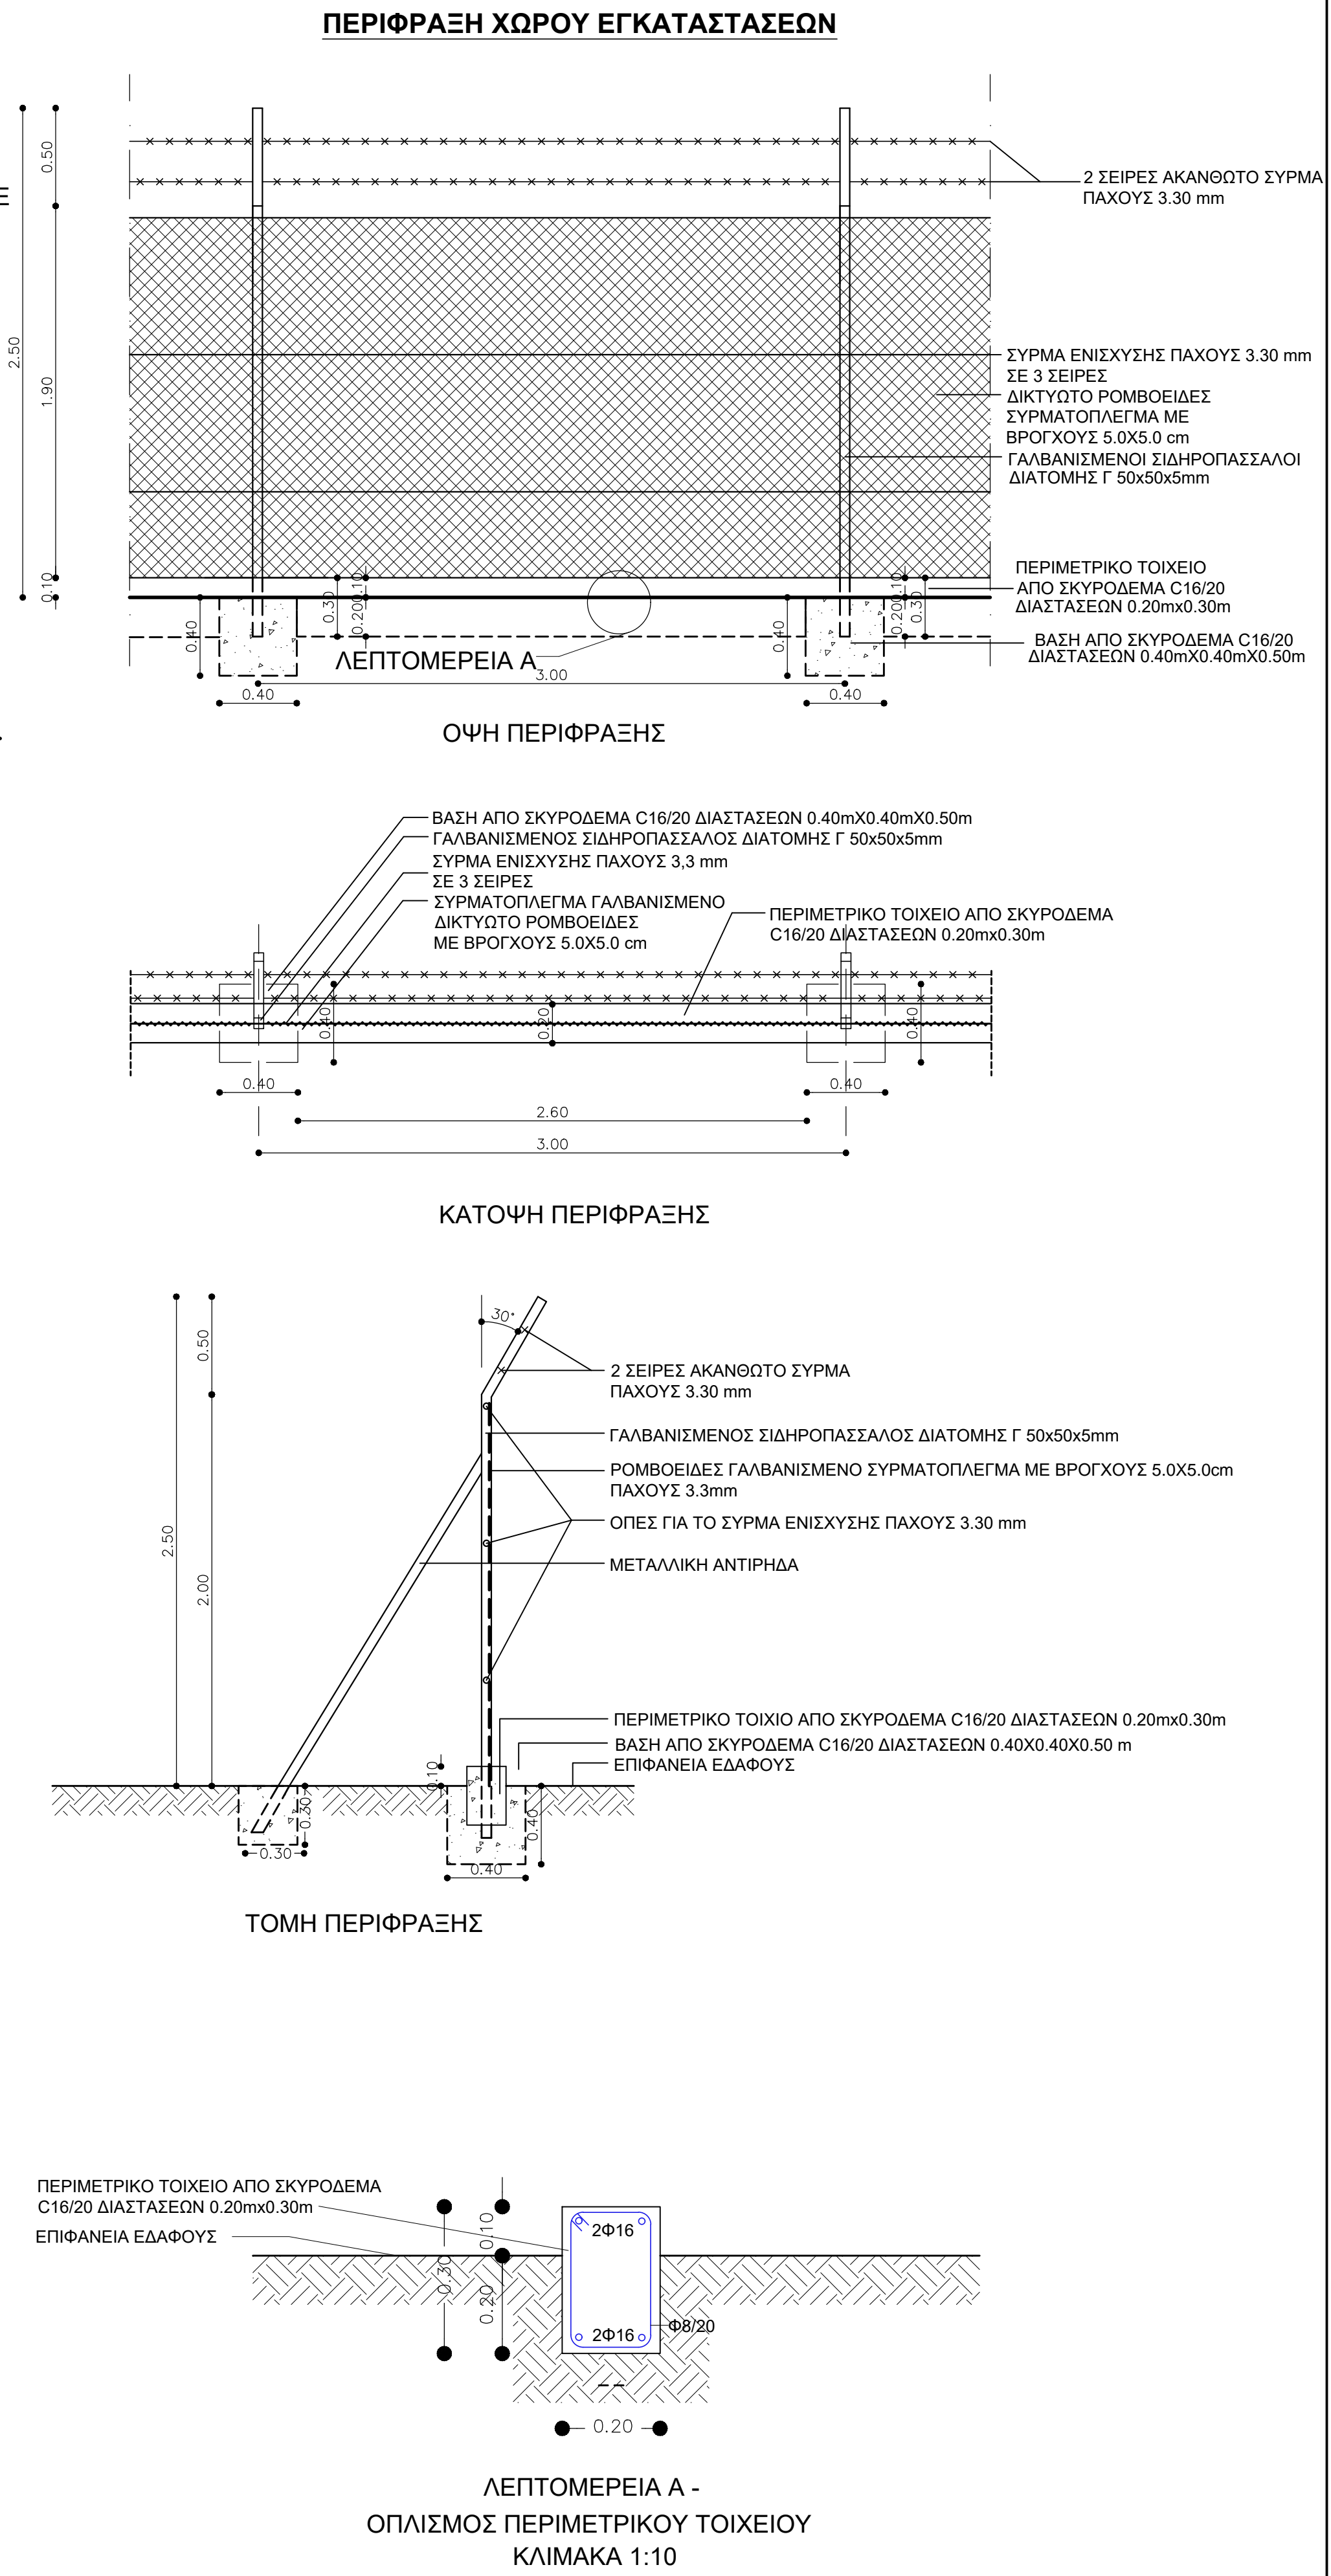 ΠΕΡΙΦΡΑΞΗ ΧΩΡΟΥ ΕΓΚΑΤΑΣΤΑΣΕΩΝ
0.50
2.50
1.90
0.10
2 ΣΕΙΡΕΣ ΑΚΑΝΘΩΤΟ ΣΥΡΜΑ
ΠΑΧΟΥΣ 3.30 mm
ΣΥΡΜΑ ΕΝΙΣΧΥΣΗΣ ΠΑΧΟΥΣ 3.30 mm
ΣΕ 3 ΣΕΙΡΕΣ
ΔΙΚΤΥΩΤΟ ΡΟΜΒΟΕΙΔΕΣ
ΣΥΡΜΑΤΟΠΛΕΓΜΑ ΜΕ
ΒΡΟΓΧΟΥΣ 5.0Χ5.0 cm
ΓΑΛΒΑΝΙΣΜΕΝΟΙ ΣΙΔΗΡΟΠΑΣΣΑΛΟΙ
ΔΙΑΤΟΜΗΣ Γ 50x50x5mm
ΠΕΡΙΜΕΤΡΙΚΟ ΤΟΙΧΕΙΟ
ΑΠΟ ΣΚΥΡΟΔΕΜΑ C16/20
ΔΙΑΣΤΑΣΕΩΝ 0.20mx0.30m
ΒΑΣΗ ΑΠΟ ΣΚΥΡΟΔΕΜΑ C16/20
ΔΙΑΣΤΑΣΕΩΝ 0.40mX0.40mX0.50m
0.40
0.30
0.20
0.10
0.40
0.20
0.10
0.30
ΛΕΠΤΟΜΕΡΕΙΑ Α
3.00
0.40
0.40
ΟΨΗ ΠΕΡΙΦΡΑΞΗΣ
ΒΑΣΗ ΑΠΟ ΣΚΥΡΟΔΕΜΑ C16/20 ΔΙΑΣΤΑΣΕΩΝ 0.40mX0.40mX0.50m
ΓΑΛΒΑΝΙΣΜΕΝΟΣ ΣΙΔΗΡΟΠΑΣΣΑΛΟΣ ΔΙΑΤΟΜΗΣ Γ 50x50x5mm
ΣΥΡΜΑ ΕΝΙΣΧΥΣΗΣ ΠΑΧΟΥΣ 3,3 mm
ΣΕ 3 ΣΕΙΡΕΣ
ΣΥΡΜΑΤΟΠΛΕΓΜΑ ΓΑΛΒΑΝΙΣΜΕΝΟ
ΔΙΚΤΥΩΤΟ ΡΟΜΒΟΕΙΔΕΣ
ΜΕ ΒΡΟΓΧΟΥΣ 5.0Χ5.0 cm
ΠΕΡΙΜΕΤΡΙΚΟ ΤΟΙΧΕΙΟ ΑΠΟ ΣΚΥΡΟΔΕΜΑ
C16/20 ΔΙΑΣΤΑΣΕΩΝ 0.20mx0.30m
0.40
0.20
0.40
0.40
0.40
2.60
3.00
ΚΑΤΟΨΗ ΠΕΡΙΦΡΑΞΗΣ
30°
0.50
2.50
2.00
2 ΣΕΙΡΕΣ ΑΚΑΝΘΩΤΟ ΣΥΡΜΑ
ΠΑΧΟΥΣ 3.30 mm
ΓΑΛΒΑΝΙΣΜΕΝΟΣ ΣΙΔΗΡΟΠΑΣΣΑΛΟΣ ΔΙΑΤΟΜΗΣ Γ 50x50x5mm
ΡΟΜΒΟΕΙΔΕΣ ΓΑΛΒΑΝΙΣΜΕΝΟ ΣΥΡΜΑΤΟΠΛΕΓΜΑ ΜΕ ΒΡΟΓΧΟΥΣ 5.0Χ5.0cm
ΠΑΧΟΥΣ 3.3mm
ΟΠΕΣ ΓΙΑ ΤΟ ΣΥΡΜΑ ΕΝΙΣΧΥΣΗΣ ΠΑΧΟΥΣ 3.30 mm
ΜΕΤΑΛΛΙΚΗ ΑΝΤΙΡΗΔΑ
ΠΕΡΙΜΕΤΡΙΚΟ ΤΟΙΧΙΟ ΑΠΟ ΣΚΥΡΟΔΕΜΑ C16/20 ΔΙΑΣΤΑΣΕΩΝ 0.20mx0.30m
ΒΑΣΗ ΑΠΟ ΣΚΥΡΟΔΕΜΑ C16/20 ΔΙΑΣΤΑΣΕΩΝ 0.40X0.40X0.50 m
ΕΠΙΦΑΝΕΙΑ ΕΔΑΦΟΥΣ
0.10
0.30
0.40
0.30
0.40
ΤΟΜΗ ΠΕΡΙΦΡΑΞΗΣ
ΠΕΡΙΜΕΤΡΙΚΟ ΤΟΙΧΕΙΟ ΑΠΟ ΣΚΥΡΟΔΕΜΑ
C16/20 ΔΙΑΣΤΑΣΕΩΝ 0.20mx0.30m
ΕΠΙΦΑΝΕΙΑ ΕΔΑΦΟΥΣ
0.30
0.10
0.20
2Φ16
2Φ16
Φ8/20
0.20
ΛΕΠΤΟΜΕΡΕΙΑ Α -
ΟΠΛΙΣΜΟΣ ΠΕΡΙΜΕΤΡΙΚΟΥ ΤΟΙΧΕΙΟΥ
ΚΛΙΜΑΚΑ 1:10